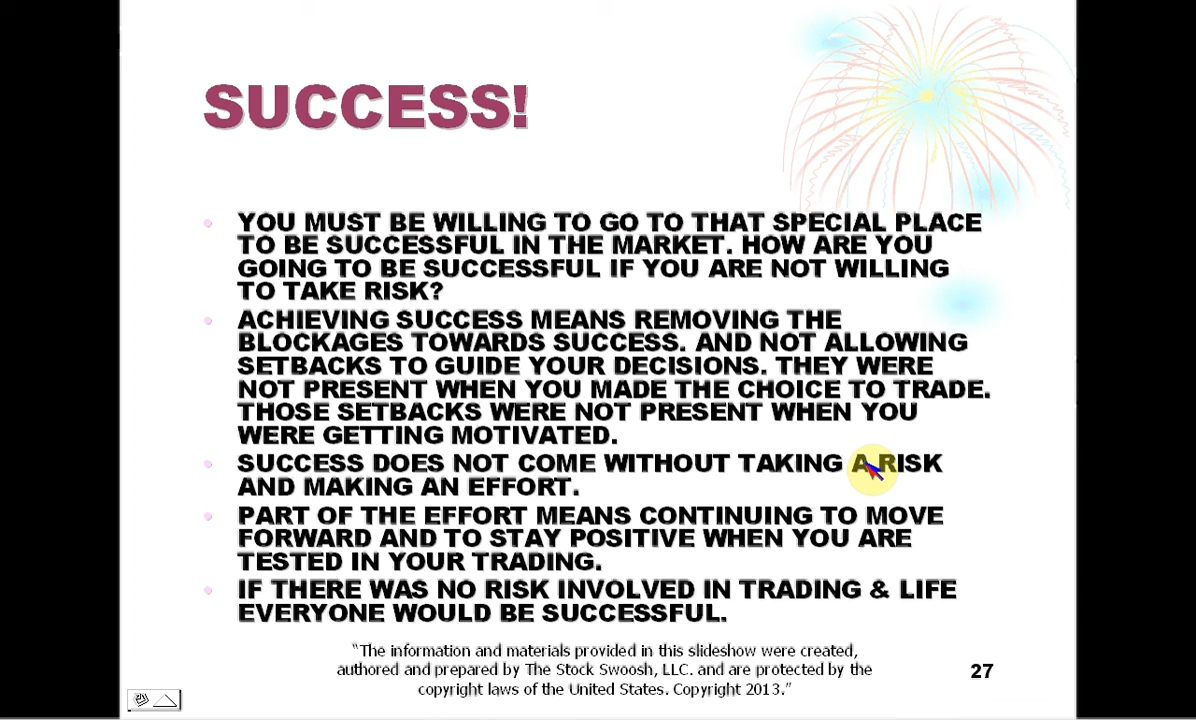 SUCCESS!
• YOU MUST BE WILLING TO GO TO THAT SPECIAL PLACE
TO BE SUCCESSFUL IN THE MARKET. HOW ARE YOU
GOING TO BE SUCCESSFUL IF YOU ARE NOT WILLING
TO TAKE RISK?
• ACHIEVING SUCCESS MEANS REMOVING THE
BLOCKAGES TOWARDS SUCCESS. AND NOT ALLOWING
SETBACKS TO GUIDE YOUR DECISIONS. THEY WERE
NOT PRESENT WHEN YOU MADE THE CHOICE TO TRADE.
THOSE SETBACKS WERE NOT PRESENT WHEN YOU
WERE GETTING MOTIVATED.
• SUCCESS DOES NOT COME WITHOUT TAKING A RISK
AND MAKING AN EFFORT.
• PART OF THE EFFORT MEANS CONTINUING TO MOVE
FORWARD AND TO STAY POSITIVE WHEN YOU ARE
TESTED IN YOUR TRADING.
• IF THERE WAS NO RISK INVOLVED IN TRADING & LIFE
EVERYONE WOULD BE SUCCESSFUL.
“The information and materials provided in this slideshow were created,
authored and prepared by The Stock Swoosh, LLC. and are protected by the
copyright laws of the United States. Copyright 2013.”
27